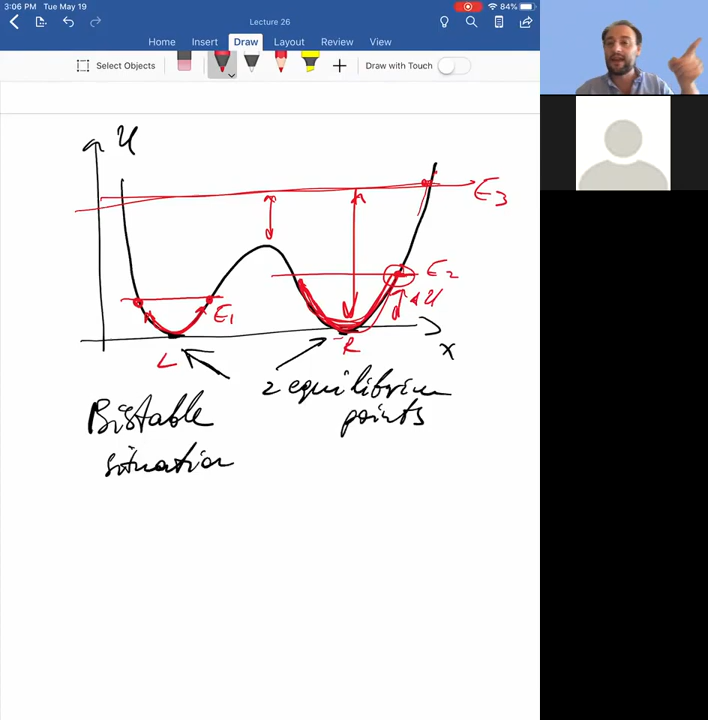 3:06 PM Tue May 19
84%
Lecture 26
Home Insert Draw Layout Review View
Select Objects
Draw with Touch
U
E3
E2
E1
U
L
R
x
2 equilibrium
points
Bistable
situation